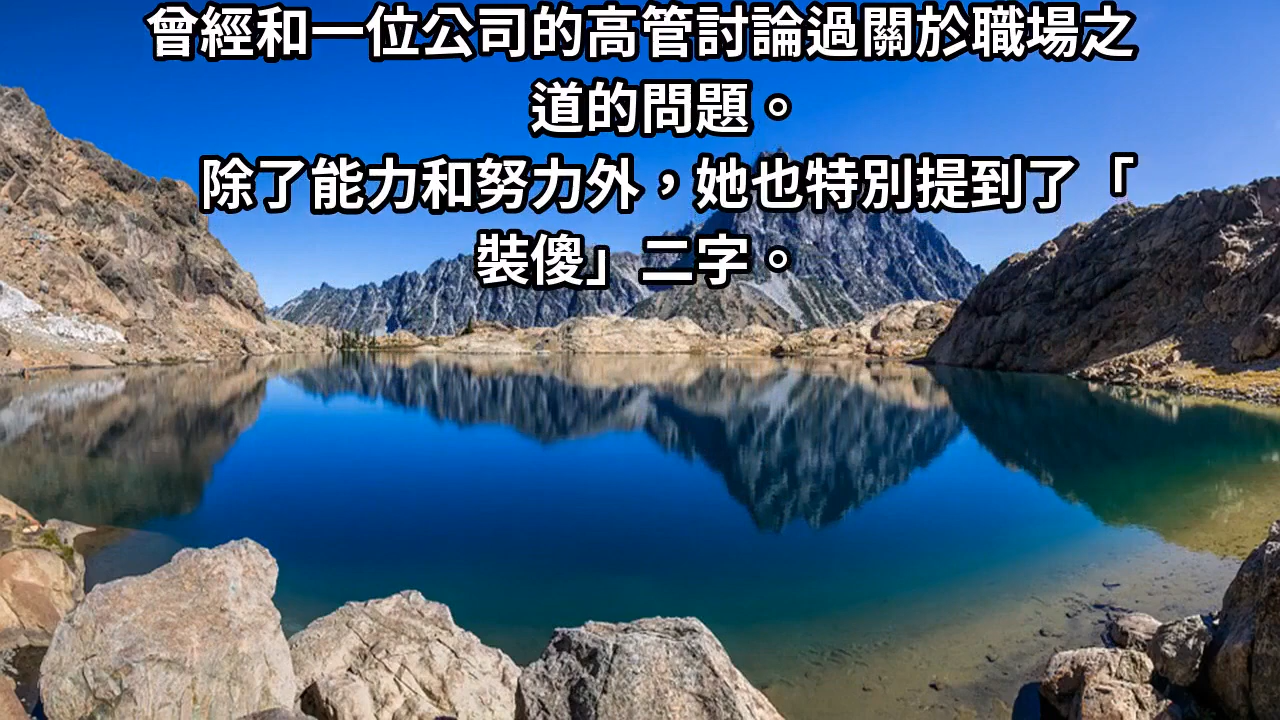 曾經和一位公司的高管討論過關於職場之
道的問題。
除了能力和努力外，她也特別提到了「
裝傻」二字。